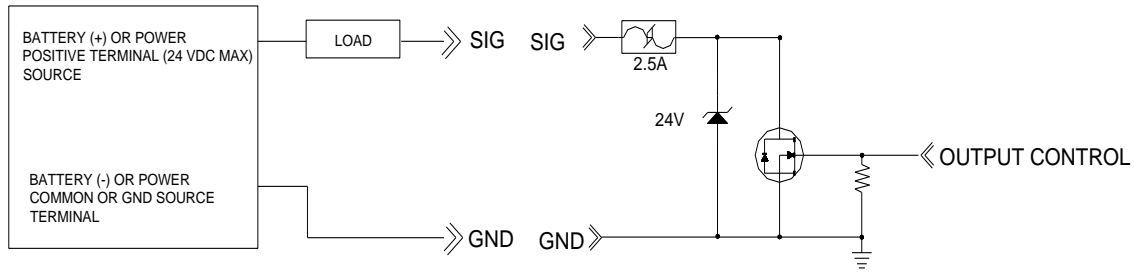 BATTERY (+) OR POWER
POSITIVE TERMINAL (24 VDC MAX)
SOURCE
LOAD
SIG
SIG
2.5A
24V
OUTPUT CONTROL
BATTERY (-) OR POWER
COMMON OR GND SOURCE
TERMINAL
GND
GND